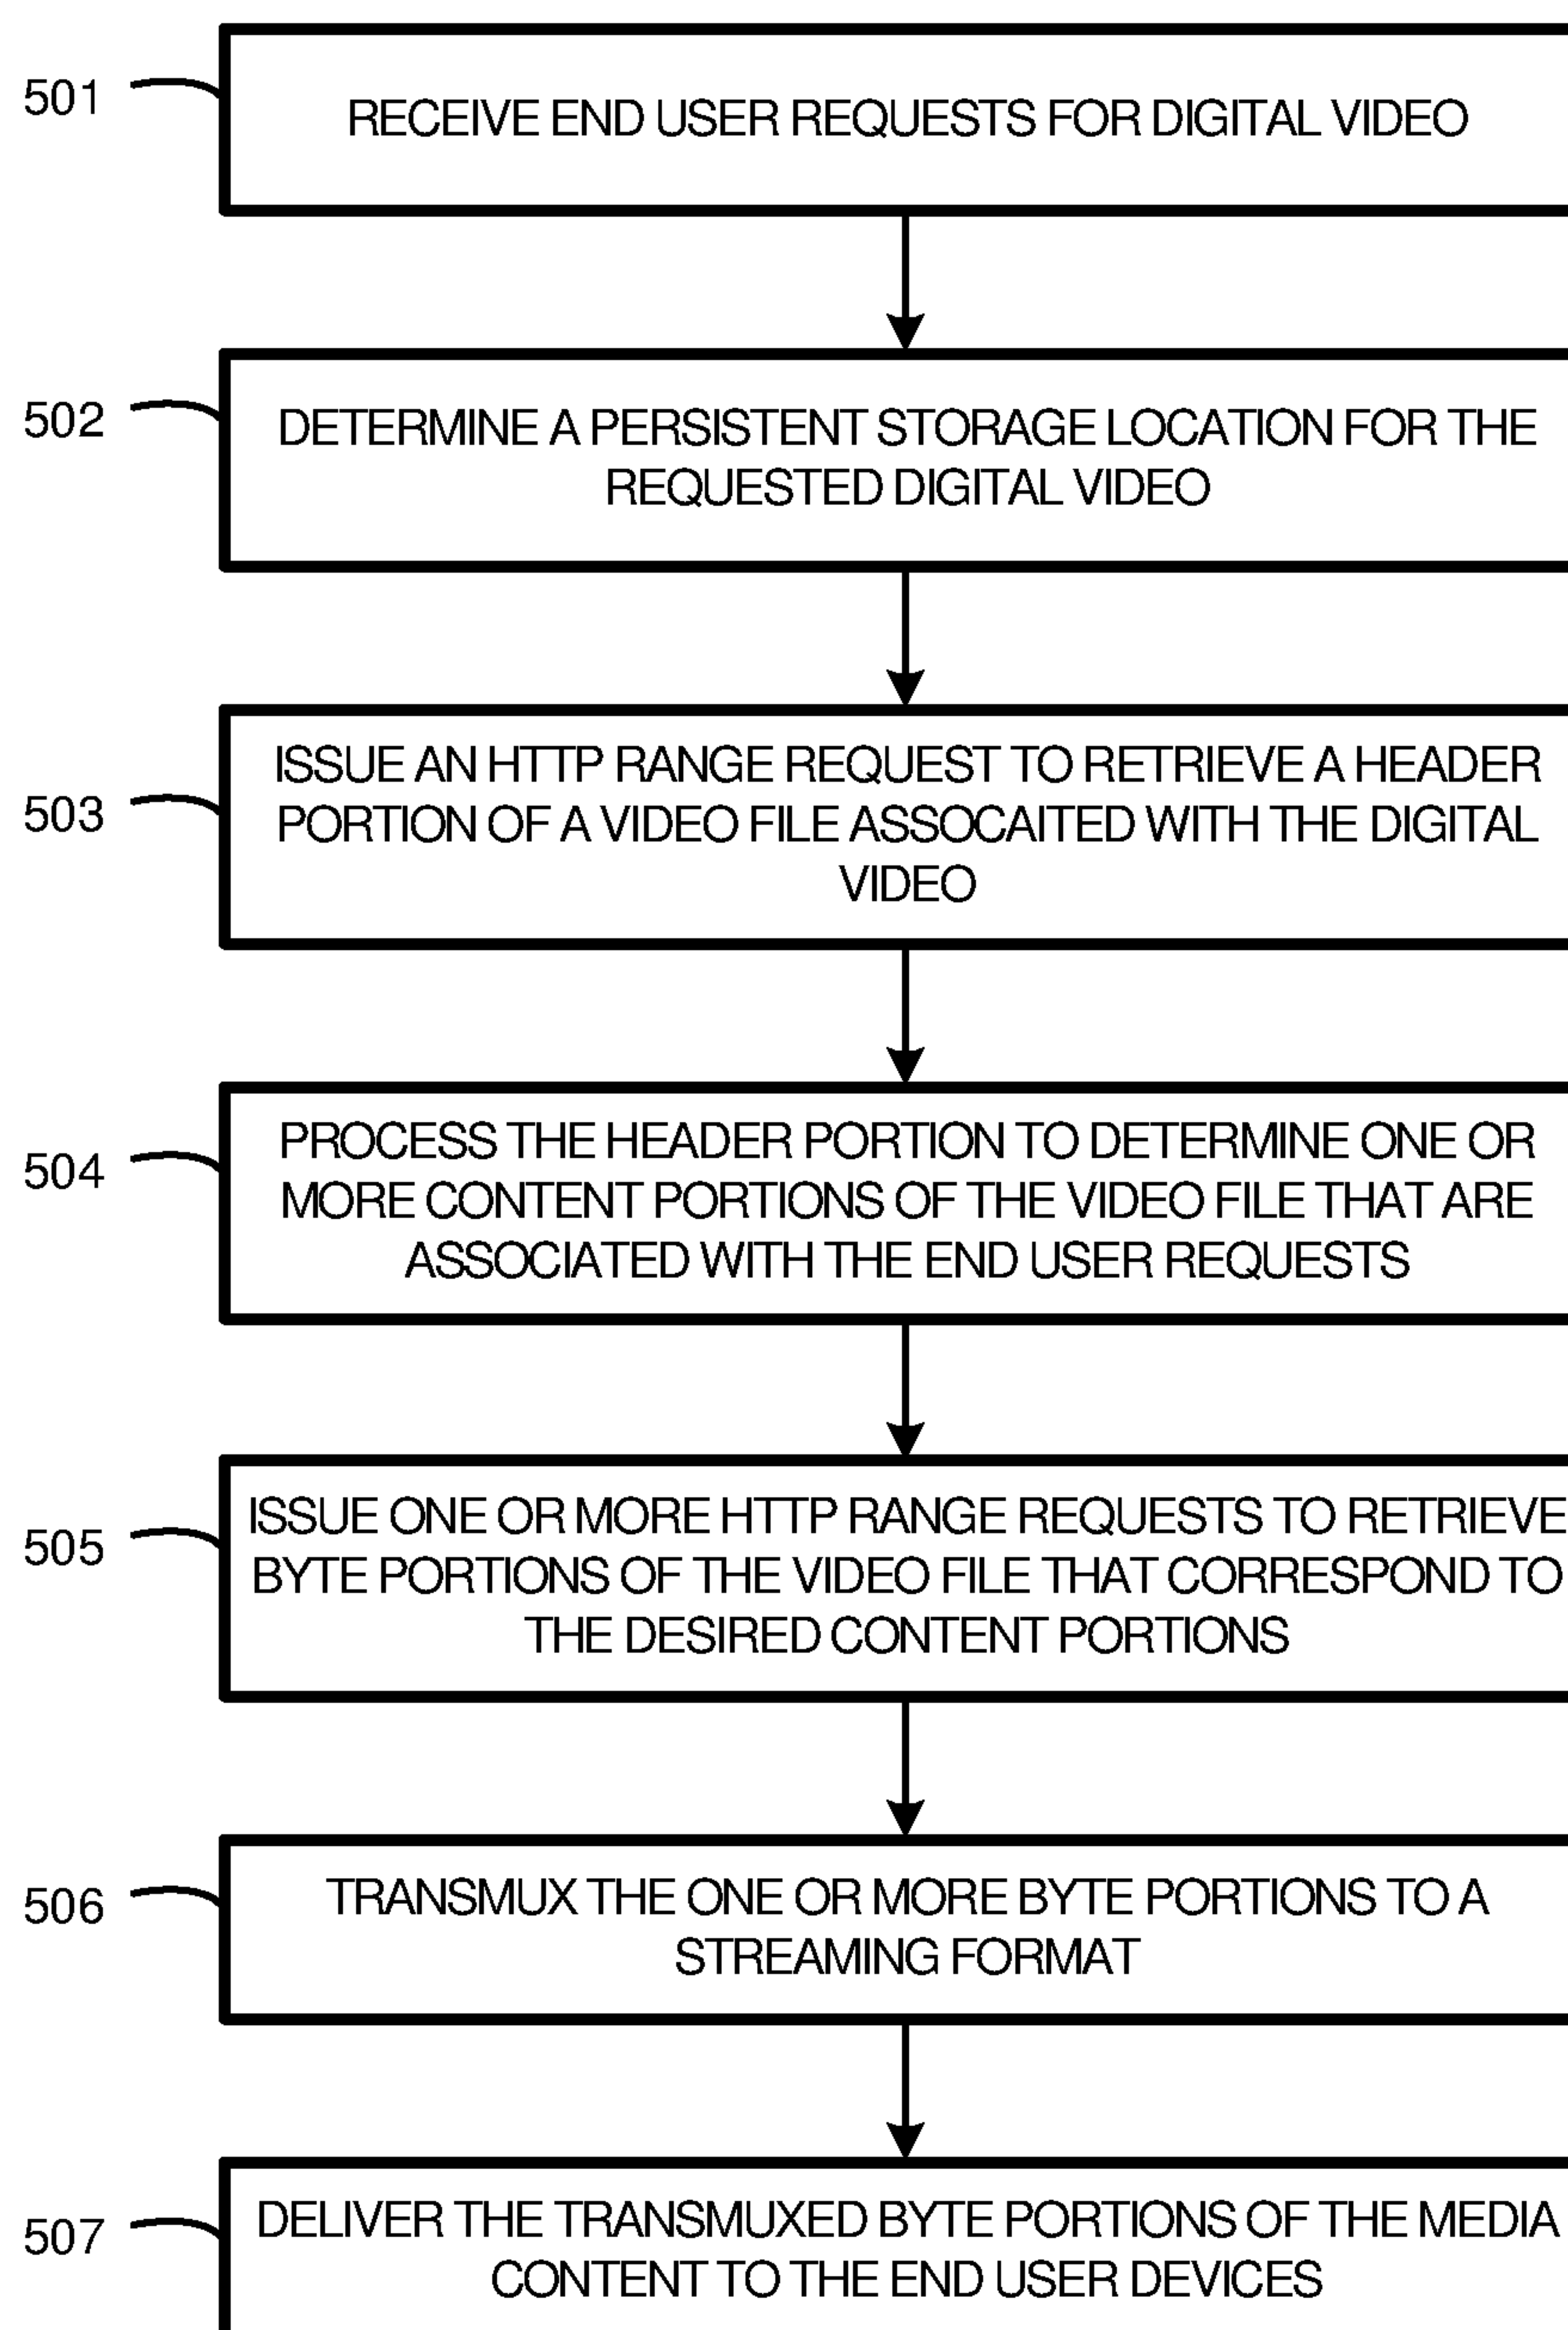 501
RECEIVE END USER REQUESTS FOR DIGITAL VIDEO
502
DETERMINE A PERSISTENT STORAGE LOCATION FOR THE
REQUESTED DIGITAL VIDEO
503
ISSUE AN HTTP RANGE REQUEST TO RETRIEVE A HEADER
PORTION OF A VIDEO FILE ASSOCAITED WITH THE DIGITAL
VIDEO
504
PROCESS THE HEADER PORTION TO DETERMINE ONE OR
MORE CONTENT PORTIONS OF THE VIDEO FILE THAT ARE
ASSOCIATED WITH THE END USER REQUESTS
505
ISSUE ONE OR MORE HTTP RANGE REQUESTS TO RETRIEVE
BYTE PORTIONS OF THE VIDEO FILE THAT CORRESPOND TO
THE DESIRED CONTENT PORTIONS
506
TRANSMUX THE ONE OR MORE BYTE PORTIONS TO A
STREAMING FORMAT
507
DELIVER THE TRANSMUXED BYTE PORTIONS OF THE MEDIA
CONTENT TO THE END USER DEVICES